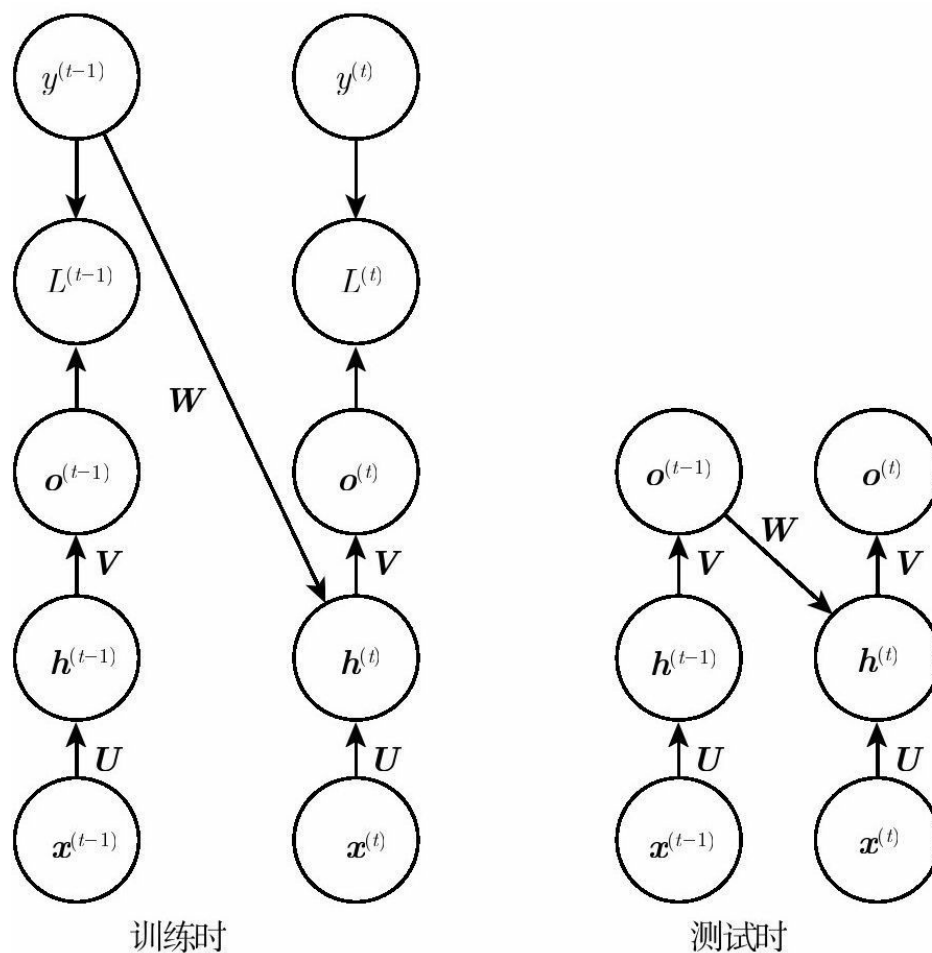 y^(t−1) y^(t)
L^(t−1) L^(t)
W
o^(t−1) o^(t) o^(t−1) o^(t)
V V V W V
h^(t−1) h^(t) h^(t−1) h^(t)
U U U U
x^(t−1) x^(t) x^(t−1) x^(t)
训练时 测试时